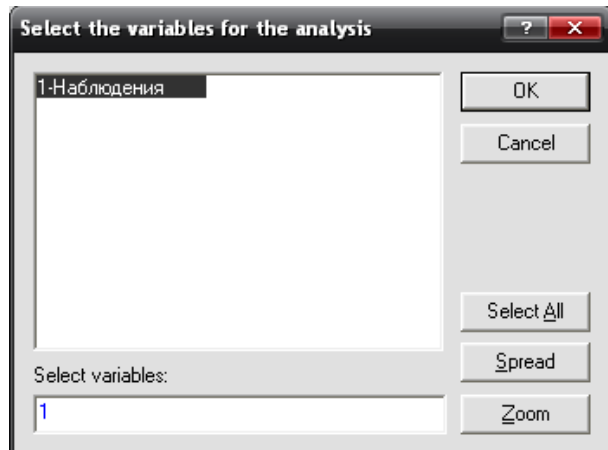 Select the variables for the analysis
?
1-Наблюдения
OK
Cancel
Select All
Spread
Select variables:
1
Zoom